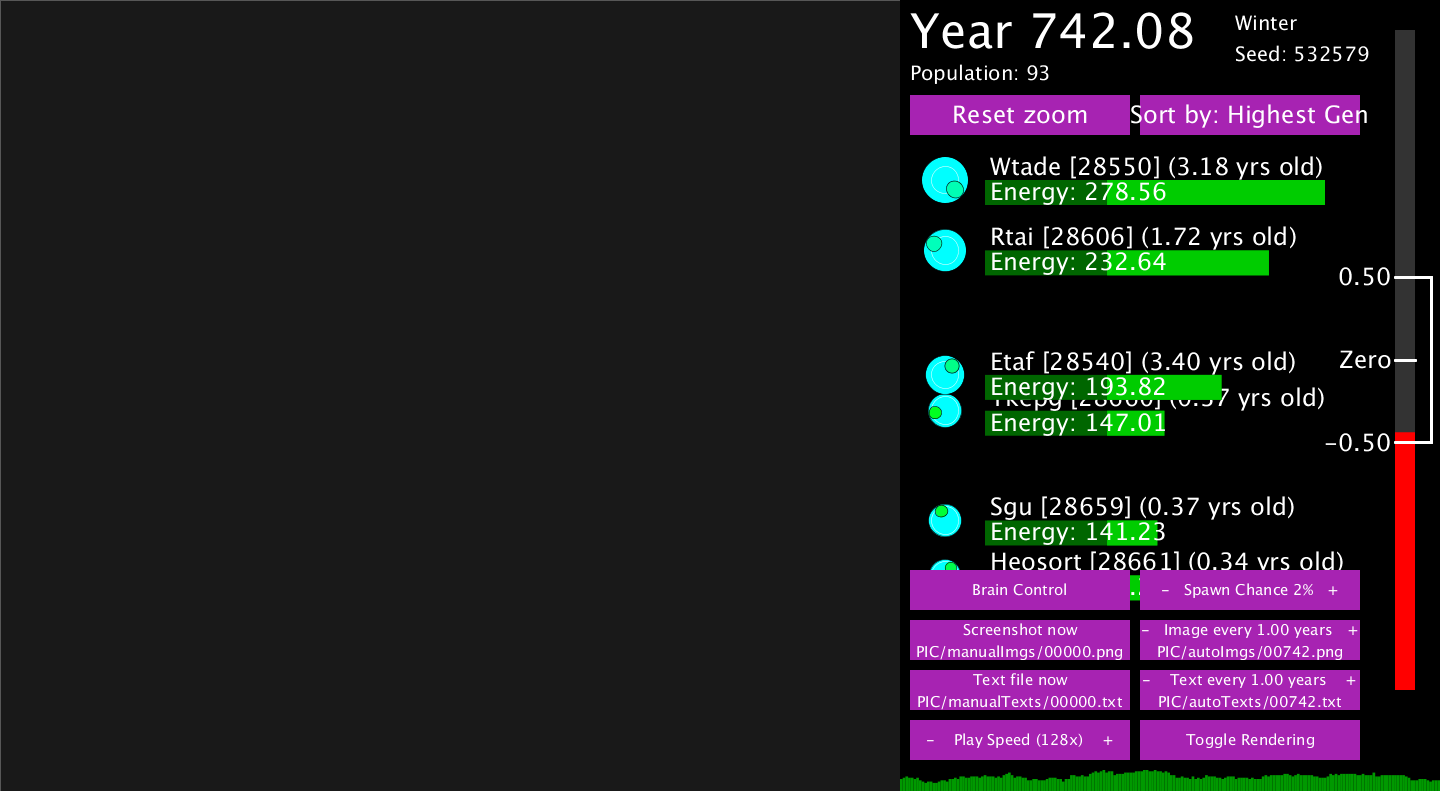 Year 742.08
Winter
Seed: 532579
Population: 93
Reset zoom
Sort by: Highest Gen
Wtade [28550] (3.18 yrs old)
Energy: 278.56
Rtai [28606] (1.72 yrs old)
Energy: 232.64
0.50
Zero
Etaf [28540] (3.40 yrs old)
Energy: 193.82
yrs old)
Energy: 147.01
-0.50
Sgu [28659] (0.37 yrs old)
Energy: 141.23
Heosort [28661] (0.34 yrs old)
Brain Control
- Spawn Chance 2% +
Screenshot now
PIC/manualImgs/00000.png
- Image every 1.00 years +
PIC/autoImgs/00742.png
Text file now
PIC/manualTexts/00000.txt
- Text every 1.00 years +
PIC/autoTexts/00742.txt
- Play Speed (128x) +
Toggle Rendering